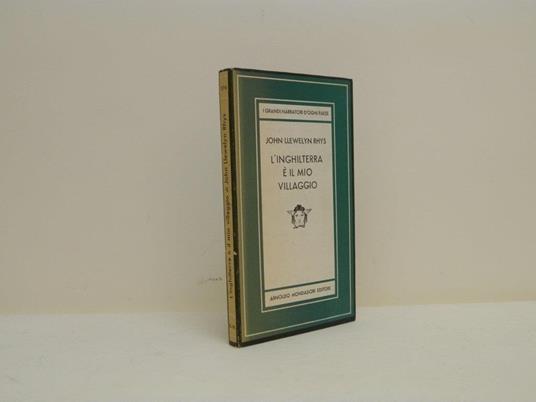 I GRANDI NARRATORI D'OGNI PAESE
JOHN LLEWELYN RHYS
L'INGHILTERRA
È IL MIO
VILLAGGIO
ARNOLDO MONDADORI EDITORE
L'Inghilterra è il mio villaggio di John Llewelyn Rhys